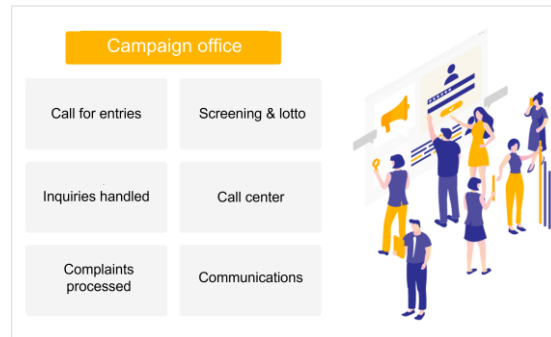 Campaign office
Call for entries
Screening & lotto
Inquiries handled
Call center
Complaints
processed
Communications